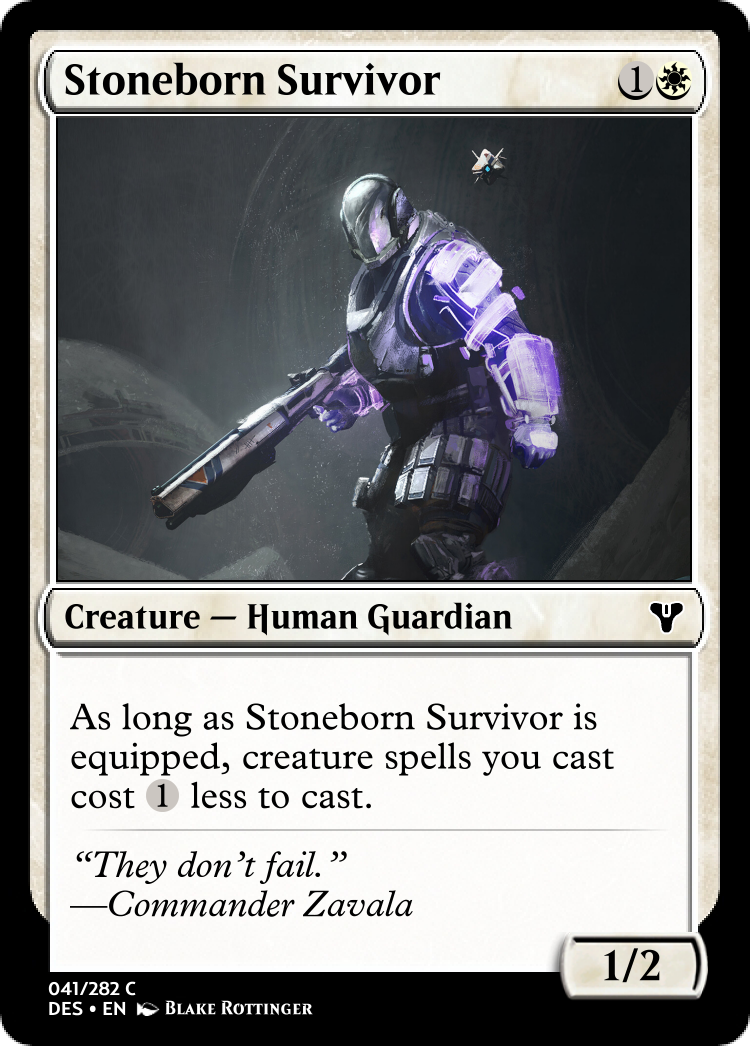 Stoneborn Survivor 1
Creature — Human Guardian
As long as Stoneborn Survivor is
equipped, creature spells you cast
cost 1 less to cast.
“They don’t fail.”
—Commander Zavala
1/2
041/282 C
DES • EN Blake Rottinger